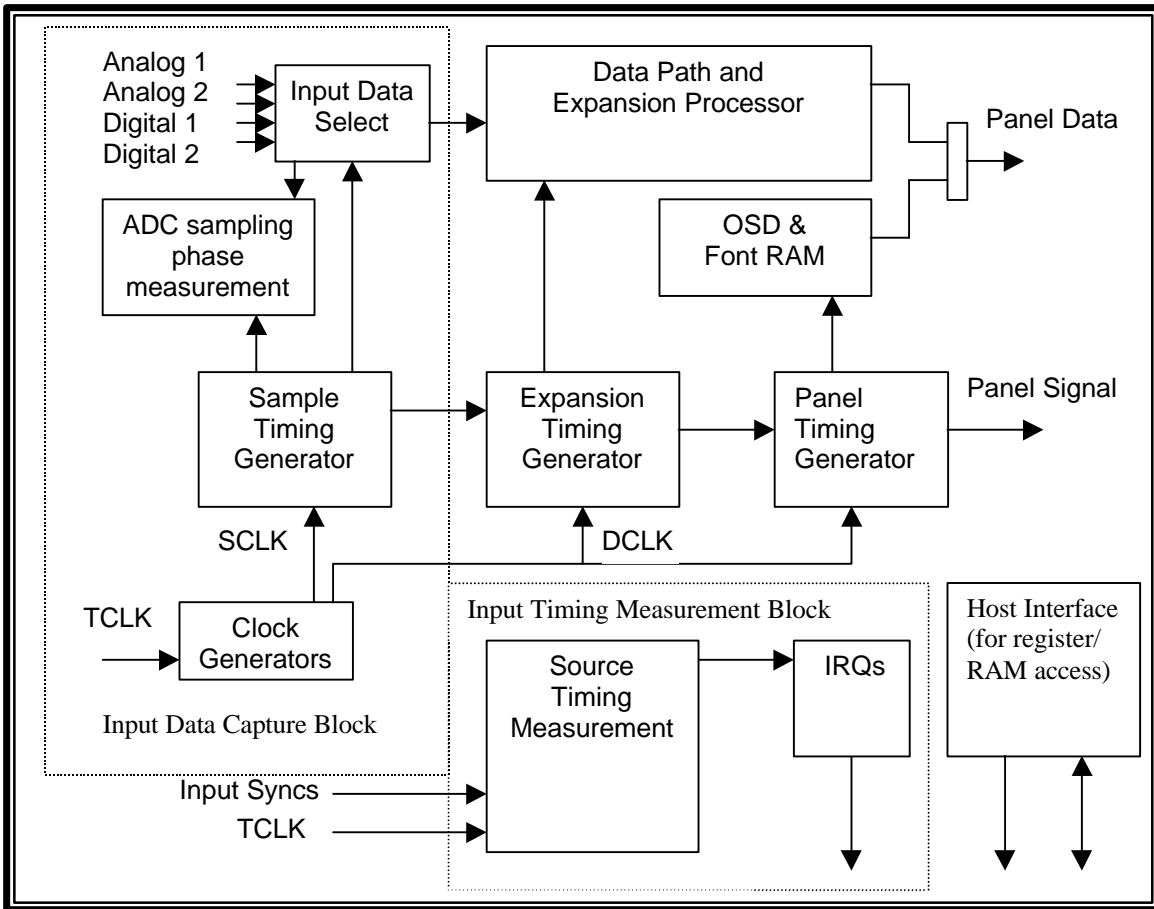 Analog 1
Analog 2
Digital 1
Digital 2
Input Data
Select
Data Path and
Expansion Processor
Panel Data
ADC sampling
phase
measurement
OSD &
Font RAM
Sample
Timing
Generator
Expansion
Timing
Generator
Panel
Timing
Generator
Panel Signal
SCLK
DCLK
TCLK
Clock
Generators
Input Data Capture Block
Input Timing Measurement Block
Source
Timing
Measurement
IRQs
Host Interface
(for register/
RAM access)
Input Syncs
TCLK